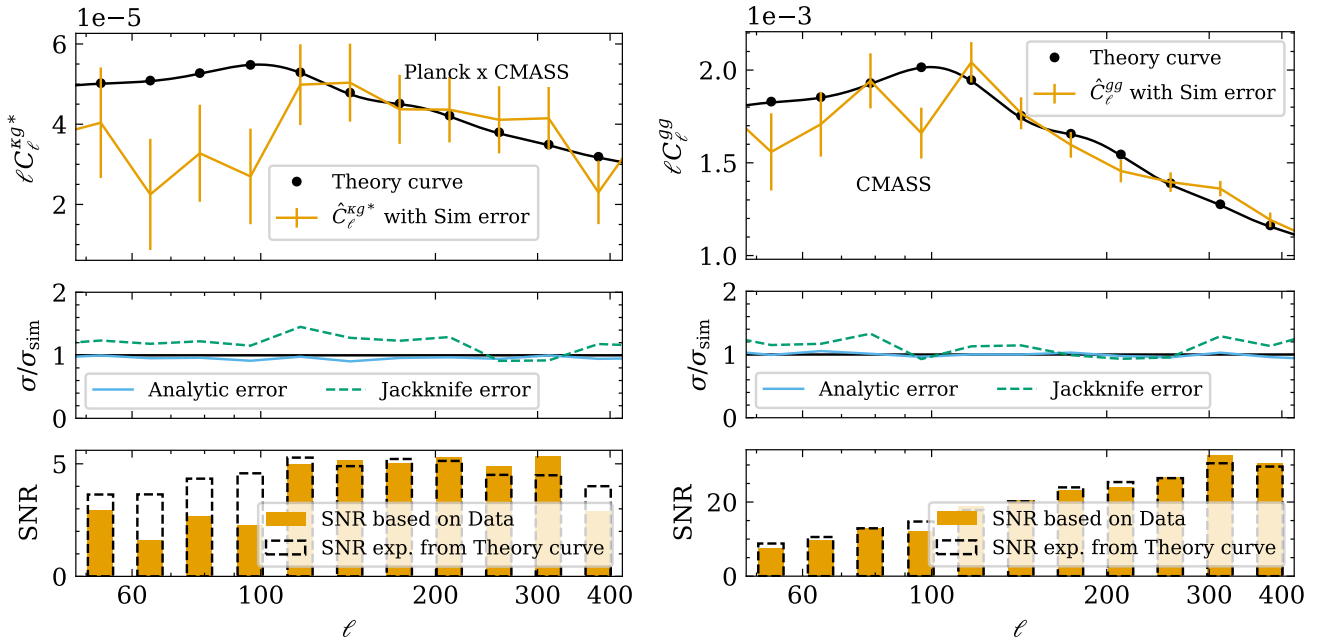 1e−5
6
4
2
ℓC_ℓ^{κg*}
Planck x CMASS
Theory curve
Ĉ_ℓ^{κg*} with Sim error
2
1
0
σ/σ_sim
Analytic error
Jackknife error
5
0
SNR
SNR based on Data
SNR exp. from Theory curve
60
100
200
300
400
ℓ
1e−3
2.0
1.5
1.0
ℓC_ℓ^{gg}
Theory curve
Ĉ_ℓ^{gg} with Sim error
CMASS
2
1
0
σ/σ_sim
Analytic error
Jackknife error
20
0
SNR
SNR based on Data
SNR exp. from Theory curve
60
100
200
300
400
ℓ